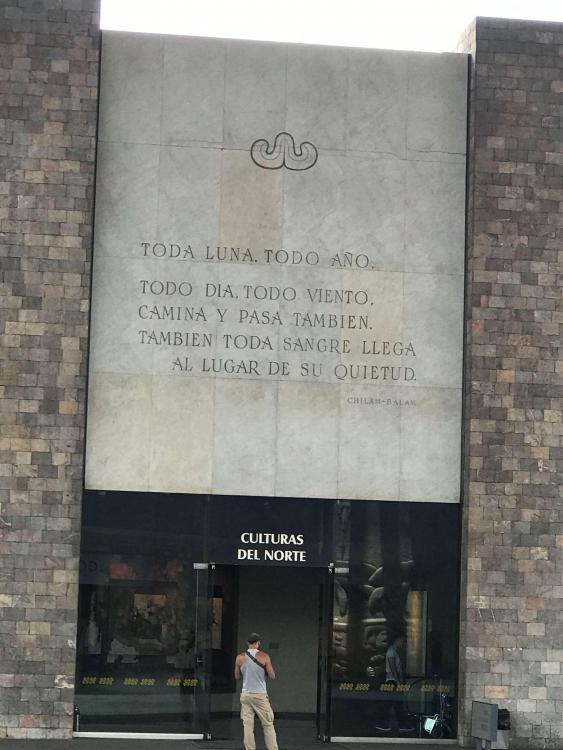 TODA LUNA, TODO AÑO,
TODO DIA, TODO VIENTO,
CAMINA Y PASA TAMBIEN.
TAMBIEN TODA SANGRE LLEGA
AL LUGAR DE SU QUIETUD.
CHILAM-BALAM
CULTURAS
DEL NORTE